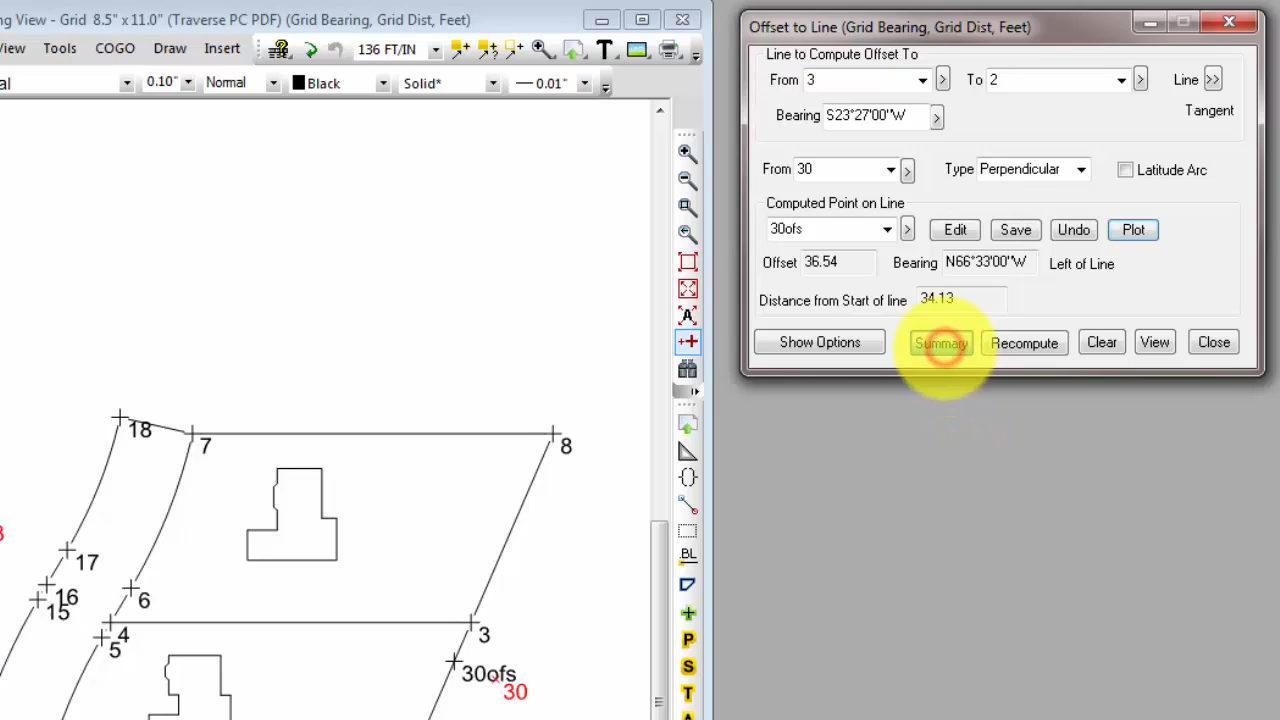 ng View - Grid 8.5" x 11.0" (Traverse PC PDF) (Grid Bearing, Grid Dist, Feet)
View Tools COGO Draw Insert 136 FT/IN T
al 0.10" Normal Black Solid* 0.01"
A
BL
P
S
T
Offset to Line (Grid Bearing, Grid Dist, Feet)
Line to Compute Offset To
From 3 > To 2 > Line >>
Bearing S23°27'00"W > Tangent
From 30 > Type Perpendicular Latitude Arc
Computed Point on Line
30ofs > Edit Save Undo Plot
Offset 36.54 Bearing N66°33'00"W Left of Line
Distance from Start of line 34.13
Show Options Summary Recompute Clear View Close
18
7
8
17
16
15
6
4
5
3
30ofs
30